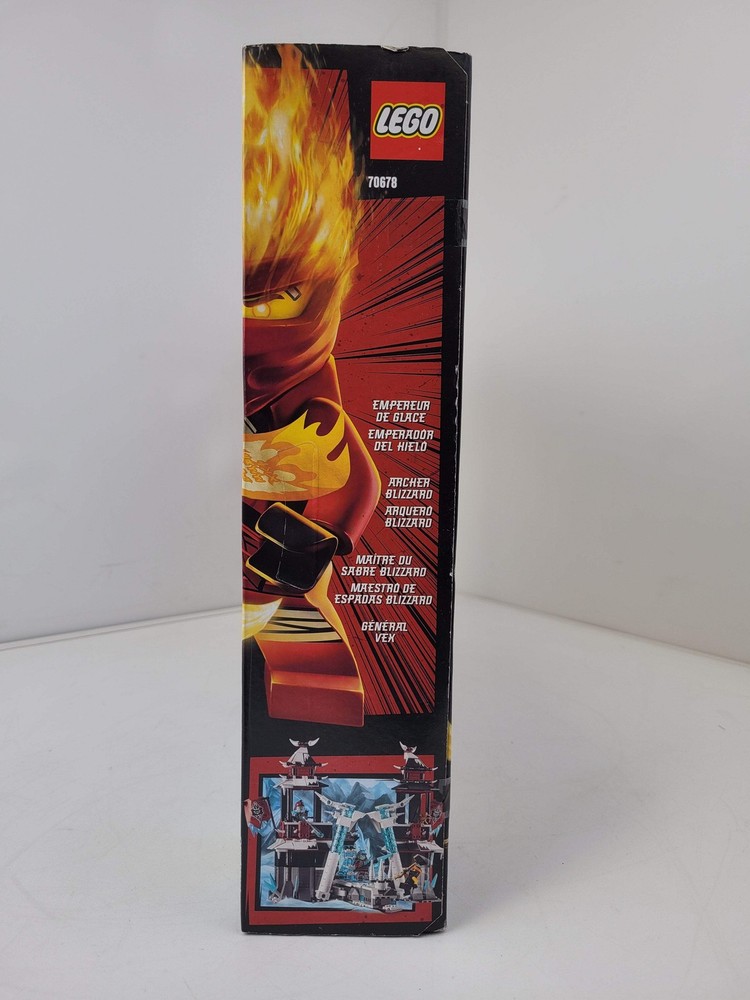 LEGO
70678
EMPEREUR
DE GLACE
EMPERADOR
DEL HIELO
ARCHER
BLIZZARD
ARQUERO
BLIZZARD
MAÎTRE DU
SABRE BLIZZARD
MAESTRO DE
ESPADAS BLIZZARD
GÉNÉRAL
VEX